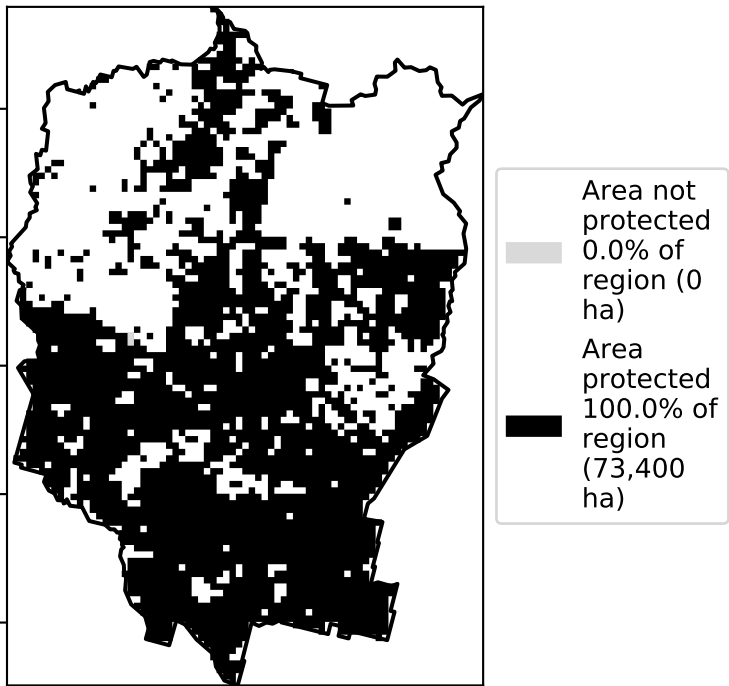 Area not
protected
0.0% of
region (0
ha)
Area
protected
100.0% of
region
(73,400
ha)